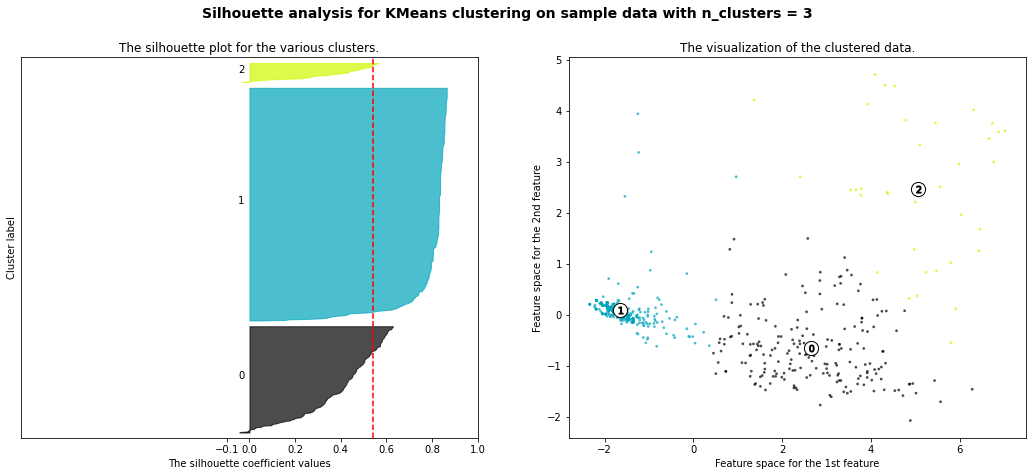 Silhouette analysis for KMeans clustering on sample data with n_clusters = 3
The silhouette plot for the various clusters.
2
1
0
Cluster label
−0.1 0.0 0.2 0.4 0.6 0.8 1.0
The silhouette coefficient values
The visualization of the clustered data.
5
4
3
2
1
0
−1
−2
Feature space for the 2nd feature
2
1
0
−2 0 2 4 6
Feature space for the 1st feature